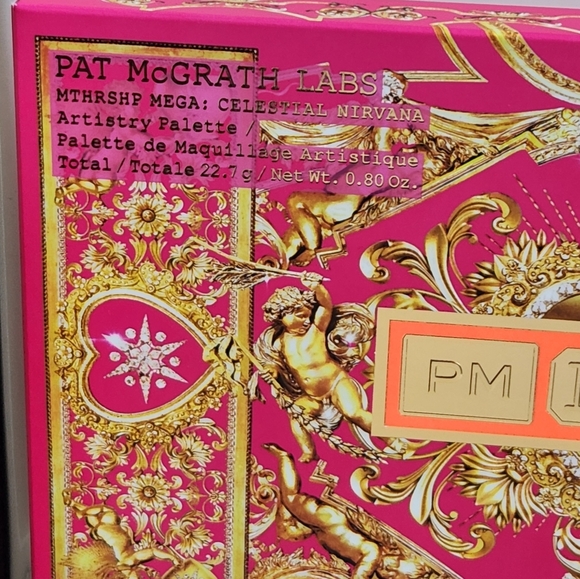 PAT McGRATH LABS
MTHRSHP MEGA: CELESTIAL NIRVANA
Artistry Palette /
Palette de Maquillage Artistique
Total / Totale 22.7 g / Net Wt. 0.80 Oz.
PM